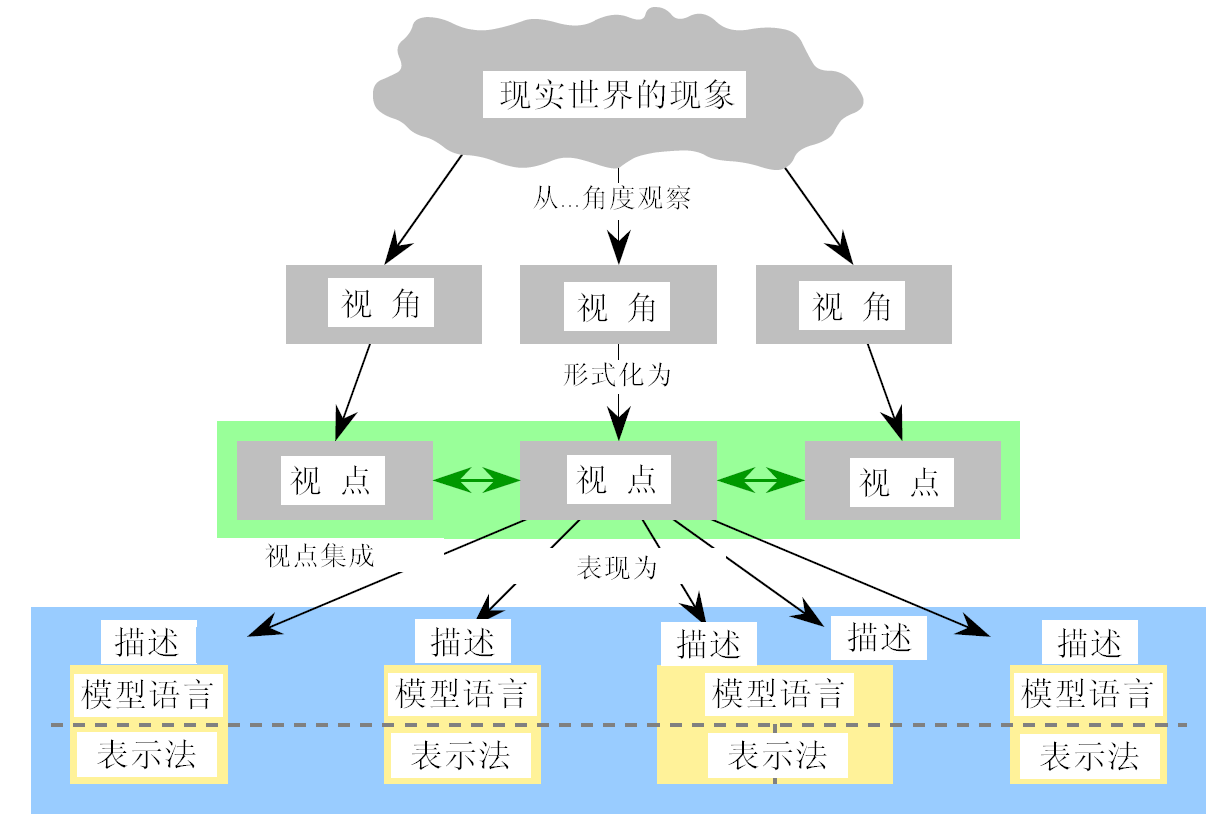 现实世界的现象
从...角度观察
视 角
视 角
视 角
形式化为
视 点
视 点
视 点
视点集成
表现为
描述
描述
描述
描述
描述
模型语言
模型语言
模型语言
模型语言
表示法
表示法
表示法
表示法